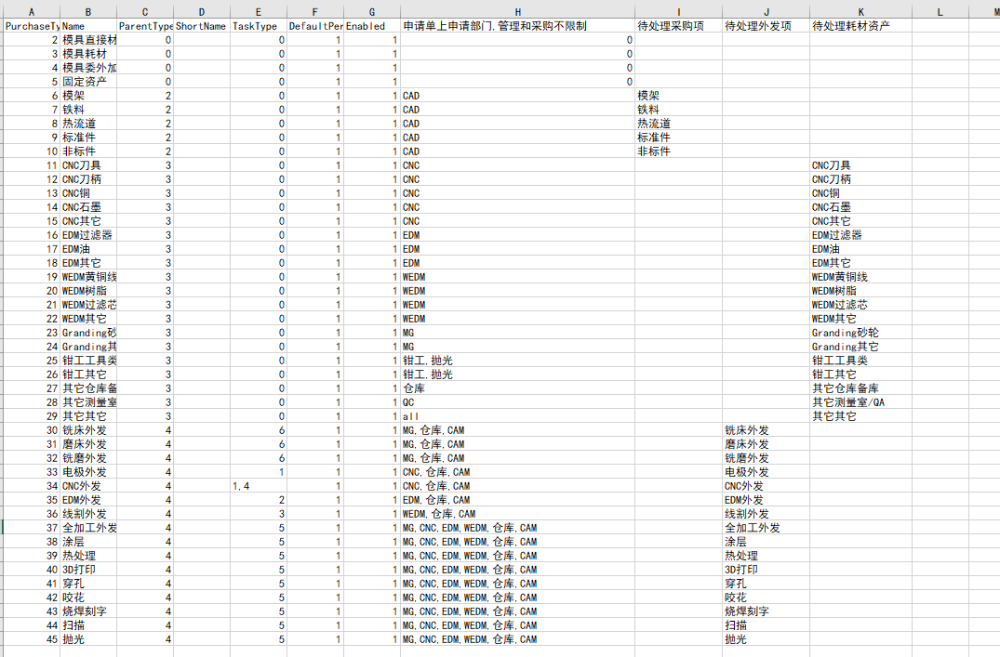 A B C D E F G H I J K L M
PurchaseTy Name ParentType ShortName TaskType DefaultPer Enabled 申请单上申请部门,管理和采购不限制 待处理采购项 待处理外发项 待处理耗材资产
2 模具直接材 0 0 1 1 0
3 模具耗材 0 0 1 1 0
4 模具委外加 0 0 1 1 0
5 固定资产 0 0 1 1 0
6 模架 2 0 1 1 CAD 模架
7 铁料 2 0 1 1 CAD 铁料
8 热流道 2 0 1 1 CAD 热流道
9 标准件 2 0 1 1 CAD 标准件
10 非标件 2 0 1 1 CAD 非标件
11 CNC刀具 3 0 1 1 CNC CNC刀具
12 CNC刀柄 3 0 1 1 CNC CNC刀柄
13 CNC铜 3 0 1 1 CNC CNC铜
14 CNC石墨 3 0 1 1 CNC CNC石墨
15 CNC其它 3 0 1 1 CNC CNC其它
16 EDM过滤器 3 0 1 1 EDM EDM过滤器
17 EDM油 3 0 1 1 EDM EDM油
18 EDM其它 3 0 1 1 EDM EDM其它
19 WEDM黄铜线 3 0 1 1 WEDM WEDM黄铜线
20 WEDM树脂 3 0 1 1 WEDM WEDM树脂
21 WEDM过滤芯 3 0 1 1 WEDM WEDM过滤芯
22 WEDM其它 3 0 1 1 WEDM WEDM其它
23 Granding砂 3 0 1 1 MG Granding砂轮
24 Granding其 3 0 1 1 MG Granding其它
25 钳工工具类 3 0 1 1 钳工,抛光 钳工工具类
26 钳工其它 3 0 1 1 钳工,抛光 钳工其它
27 其它仓库备 3 0 1 1 仓库 其它仓库备库
28 其它测量室 3 0 1 1 QC 其它测量室/QA
29 其它其它 3 0 1 1 all 其它其它
30 铣床外发 4 6 1 1 MG,仓库,CAM 铣床外发
31 磨床外发 4 6 1 1 MG,仓库,CAM 磨床外发
32 铣磨外发 4 6 1 1 MG,仓库,CAM 铣磨外发
33 电极外发 4 1 1 1 CNC,仓库,CAM 电极外发
34 CNC外发 4 1,4 1 1 CNC,仓库,CAM CNC外发
35 EDM外发 4 2 1 1 EDM,仓库,CAM EDM外发
36 线割外发 4 3 1 1 WEDM,仓库,CAM 线割外发
37 全加工外发 4 5 1 1 MG,CNC,EDM,WEDM,仓库,CAM 全加工外发
38 涂层 4 5 1 1 MG,CNC,EDM,WEDM,仓库,CAM 涂层
39 热处理 4 5 1 1 MG,CNC,EDM,WEDM,仓库,CAM 热处理
40 3D打印 4 5 1 1 MG,CNC,EDM,WEDM,仓库,CAM 3D打印
41 穿孔 4 5 1 1 MG,CNC,EDM,WEDM,仓库,CAM 穿孔
42 咬花 4 5 1 1 MG,CNC,EDM,WEDM,仓库,CAM 咬花
43 烧焊刻字 4 5 1 1 MG,CNC,EDM,WEDM,仓库,CAM 烧焊刻字
44 扫描 4 5 1 1 MG,CNC,EDM,WEDM,仓库,CAM 扫描
45 抛光 4 5 1 1 MG,CNC,EDM,WEDM,仓库,CAM 抛光